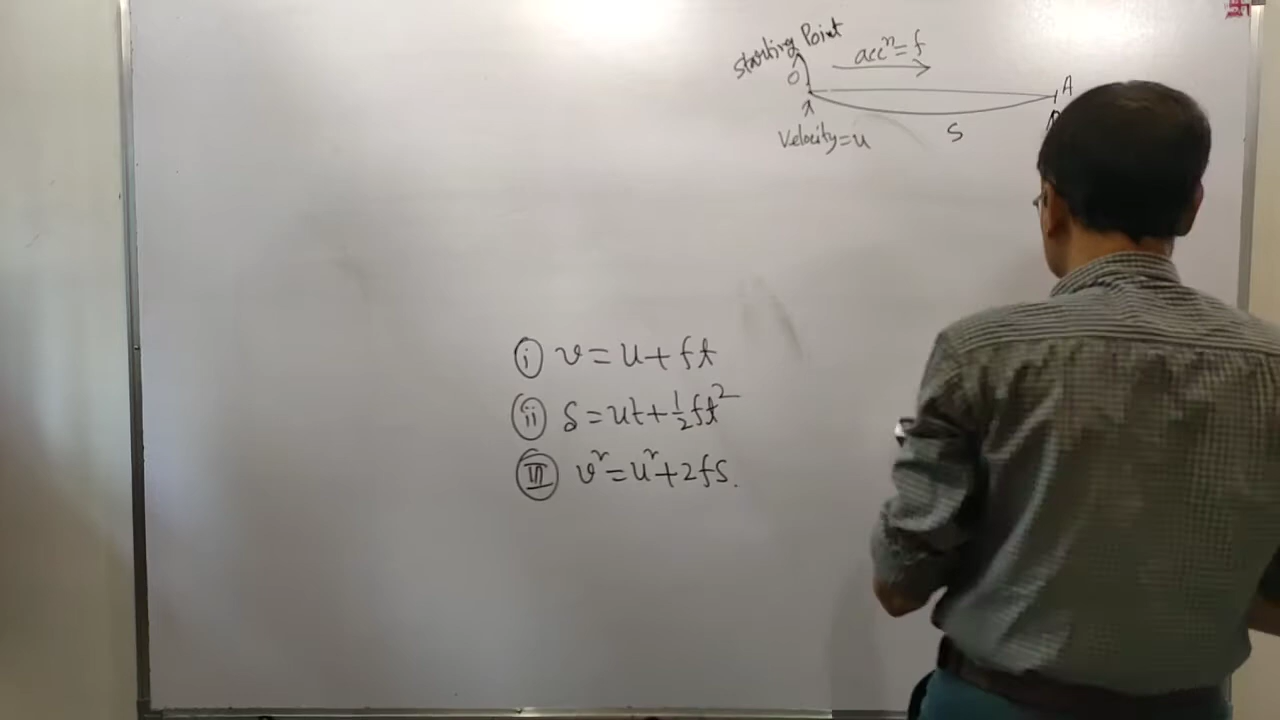 Starting Point
accⁿ = f
O
A
Velocity = u
S
(i) v = u + ft
(ii) S = ut + ½ft²
(III) v² = u² + 2fS.